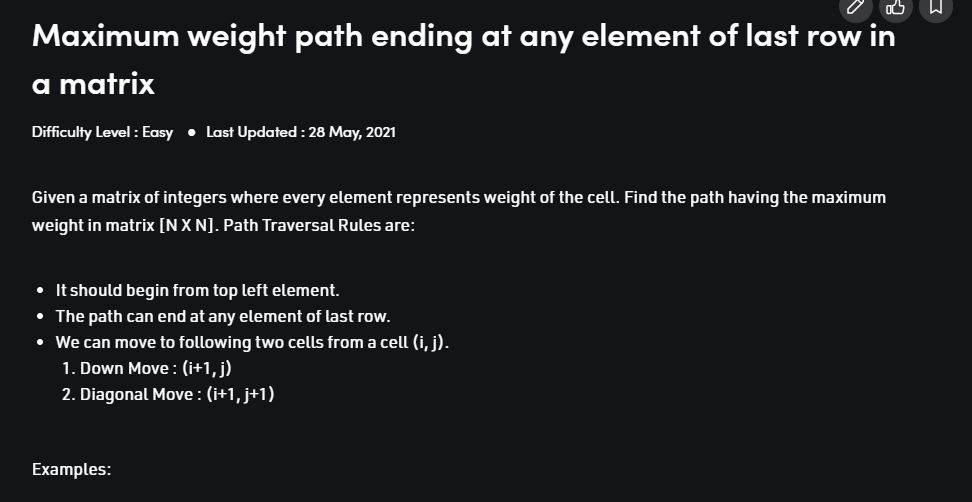 Maximum weight path ending at any element of last row in
a matrix
Difficulty Level : Easy ● Last Updated : 28 May, 2021
Given a matrix of integers where every element represents weight of the cell. Find the path having the maximum
weight in matrix [N X N]. Path Traversal Rules are:
• It should begin from top left element.
• The path can end at any element of last row.
• We can move to following two cells from a cell (i, j).
1. Down Move : (i+1, j)
2. Diagonal Move : (i+1, j+1)
Examples: